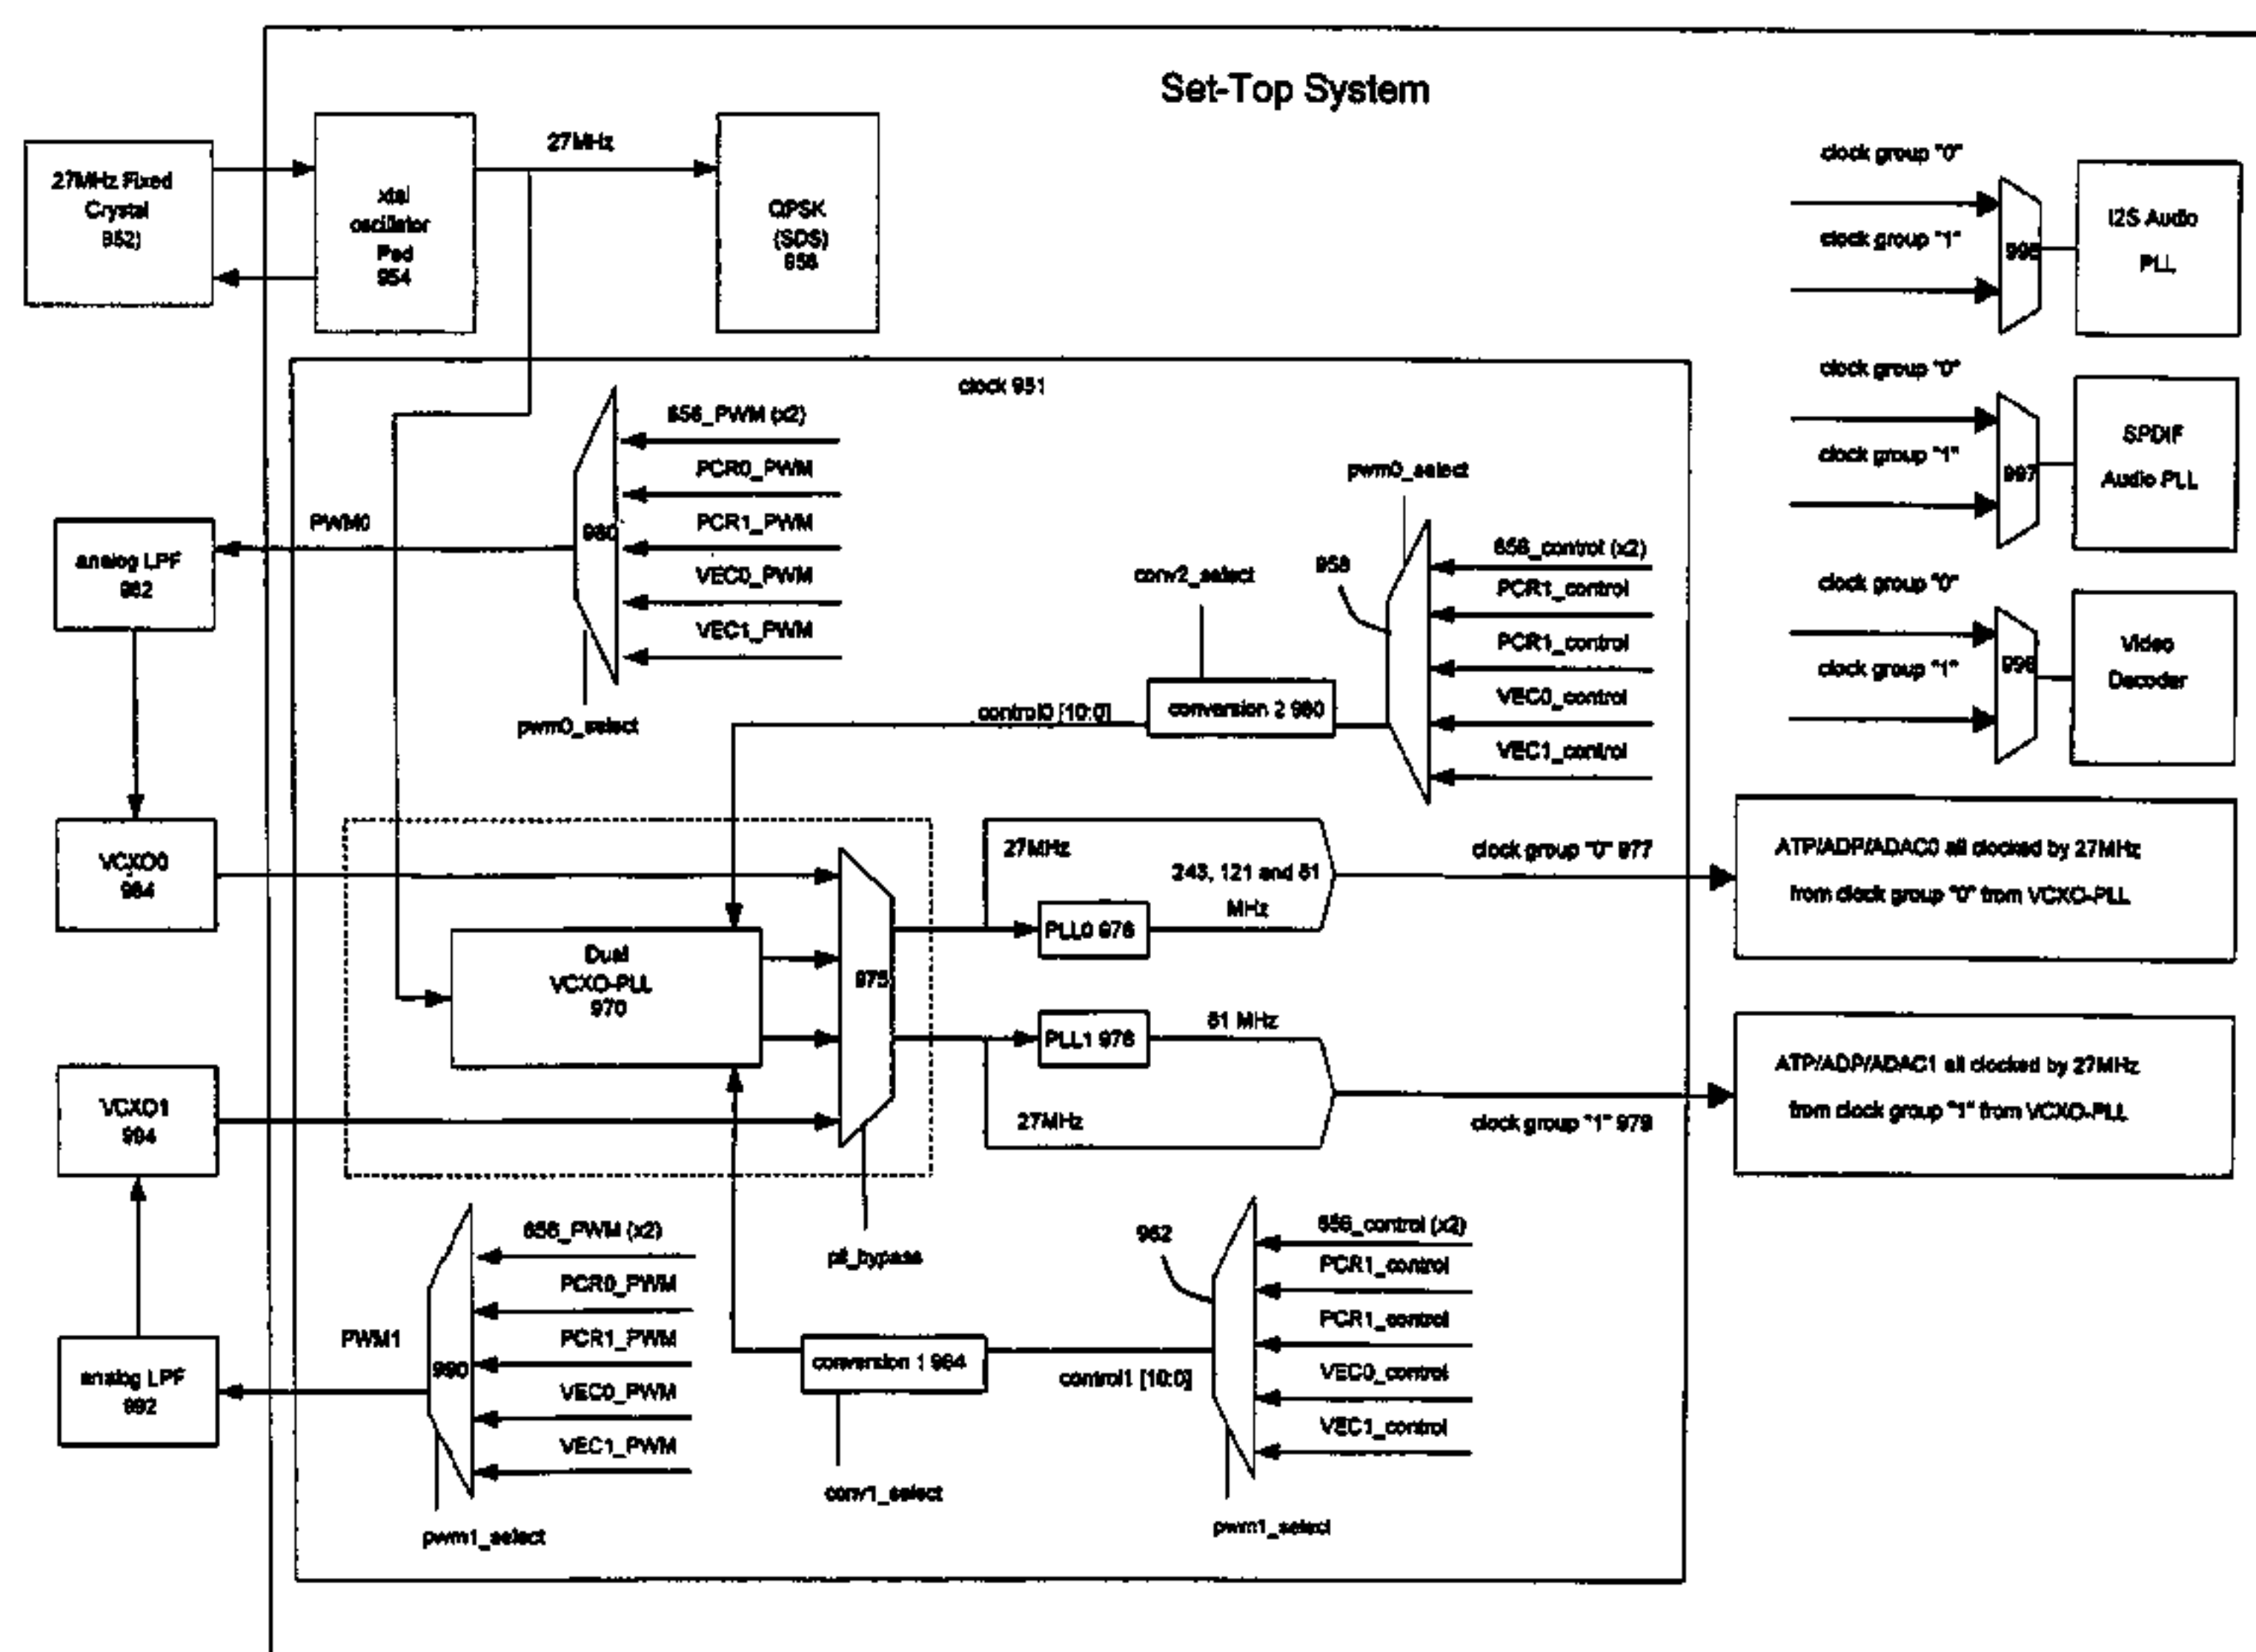 Set-Top System
27MHz Fixed
Crystal
952)
xtal
oscillator
Pad
954
27MHz
QPSK
(SDS)
956
clock group "0"
clock group "1"
I2S Audio
PLL
clock group "0"
clock group "1"
997
SPDIF
Audio PLL
clock group "0"
clock group "1"
Video
Decoder
clock 951
656_PWM (x2)
PCR0_PWM
PCR1_PWM
VEC0_PWM
VEC1_PWM
980
pwm0_select
PWM0
analog LPF
982
pwm0_select
958
656_control (x2)
PCR1_control
PCR1_control
VEC0_control
VEC1_control
conv2_select
conversion 2 960
control0 [10:0]
VCXO0
984
Dual
VCXO-PLL
970
975
27MHz
243, 121 and 81
MHz
PLL0 976
clock group "0" 977
ATP/ADP/ADAC0 all clocked by 27MHz
from clock group "0" from VCXO-PLL
PLL1 978
81 MHz
27MHz
clock group "1" 979
ATP/ADP/ADAC1 all clocked by 27MHz
from clock group "1" from VCXO-PLL
VCXO1
994
pll_bypass
656_PWM (x2)
PCR0_PWM
PCR1_PWM
VEC0_PWM
VEC1_PWM
990
pwm1_select
PWM1
analog LPF
992
conversion 1 964
conv1_select
control1 [10:0]
962
656_control (x2)
PCR1_control
PCR1_control
VEC0_control
VEC1_control
pwm1_select